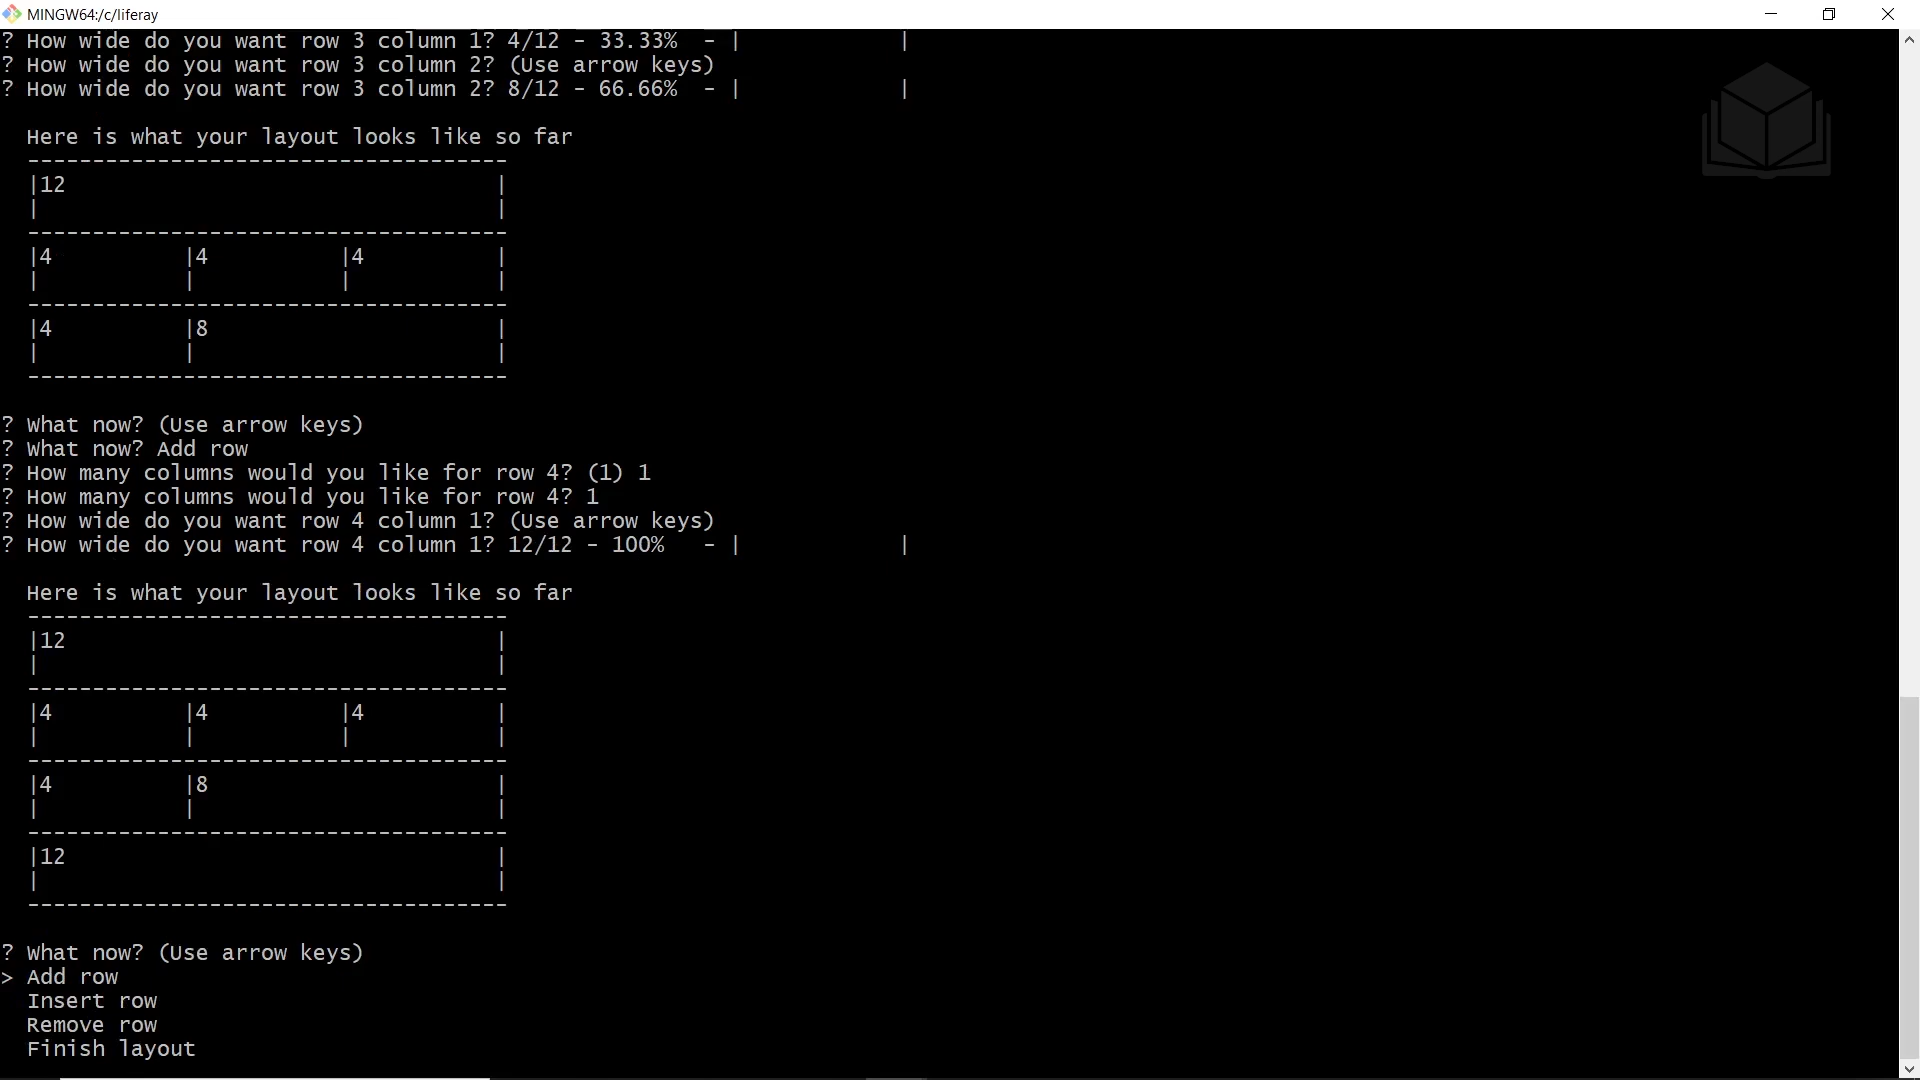 MINGW64:/c/liferay
? How wide do you want row 3 column 1? 4/12 - 33.33%  - |            |
? How wide do you want row 3 column 2? (Use arrow keys)
? How wide do you want row 3 column 2? 8/12 - 66.66%  - |            |
  Here is what your layout looks like so far
  -------------------------------------
  |12                                 |
  |                                   |
  -------------------------------------
  |4          |4          |4          |
  |           |           |           |
  -------------------------------------
  |4          |8                      |
  |           |                       |
  -------------------------------------
? What now? (Use arrow keys)
? What now? Add row
? How many columns would you like for row 4? (1) 1
? How many columns would you like for row 4? 1
? How wide do you want row 4 column 1? (Use arrow keys)
? How wide do you want row 4 column 1? 12/12 - 100%   - |            |
  Here is what your layout looks like so far
  -------------------------------------
  |12                                 |
  |                                   |
  -------------------------------------
  |4          |4          |4          |
  |           |           |           |
  -------------------------------------
  |4          |8                      |
  |           |                       |
  -------------------------------------
  |12                                 |
  |                                   |
  -------------------------------------
? What now? (Use arrow keys)
> Add row
  Insert row
  Remove row
  Finish layout